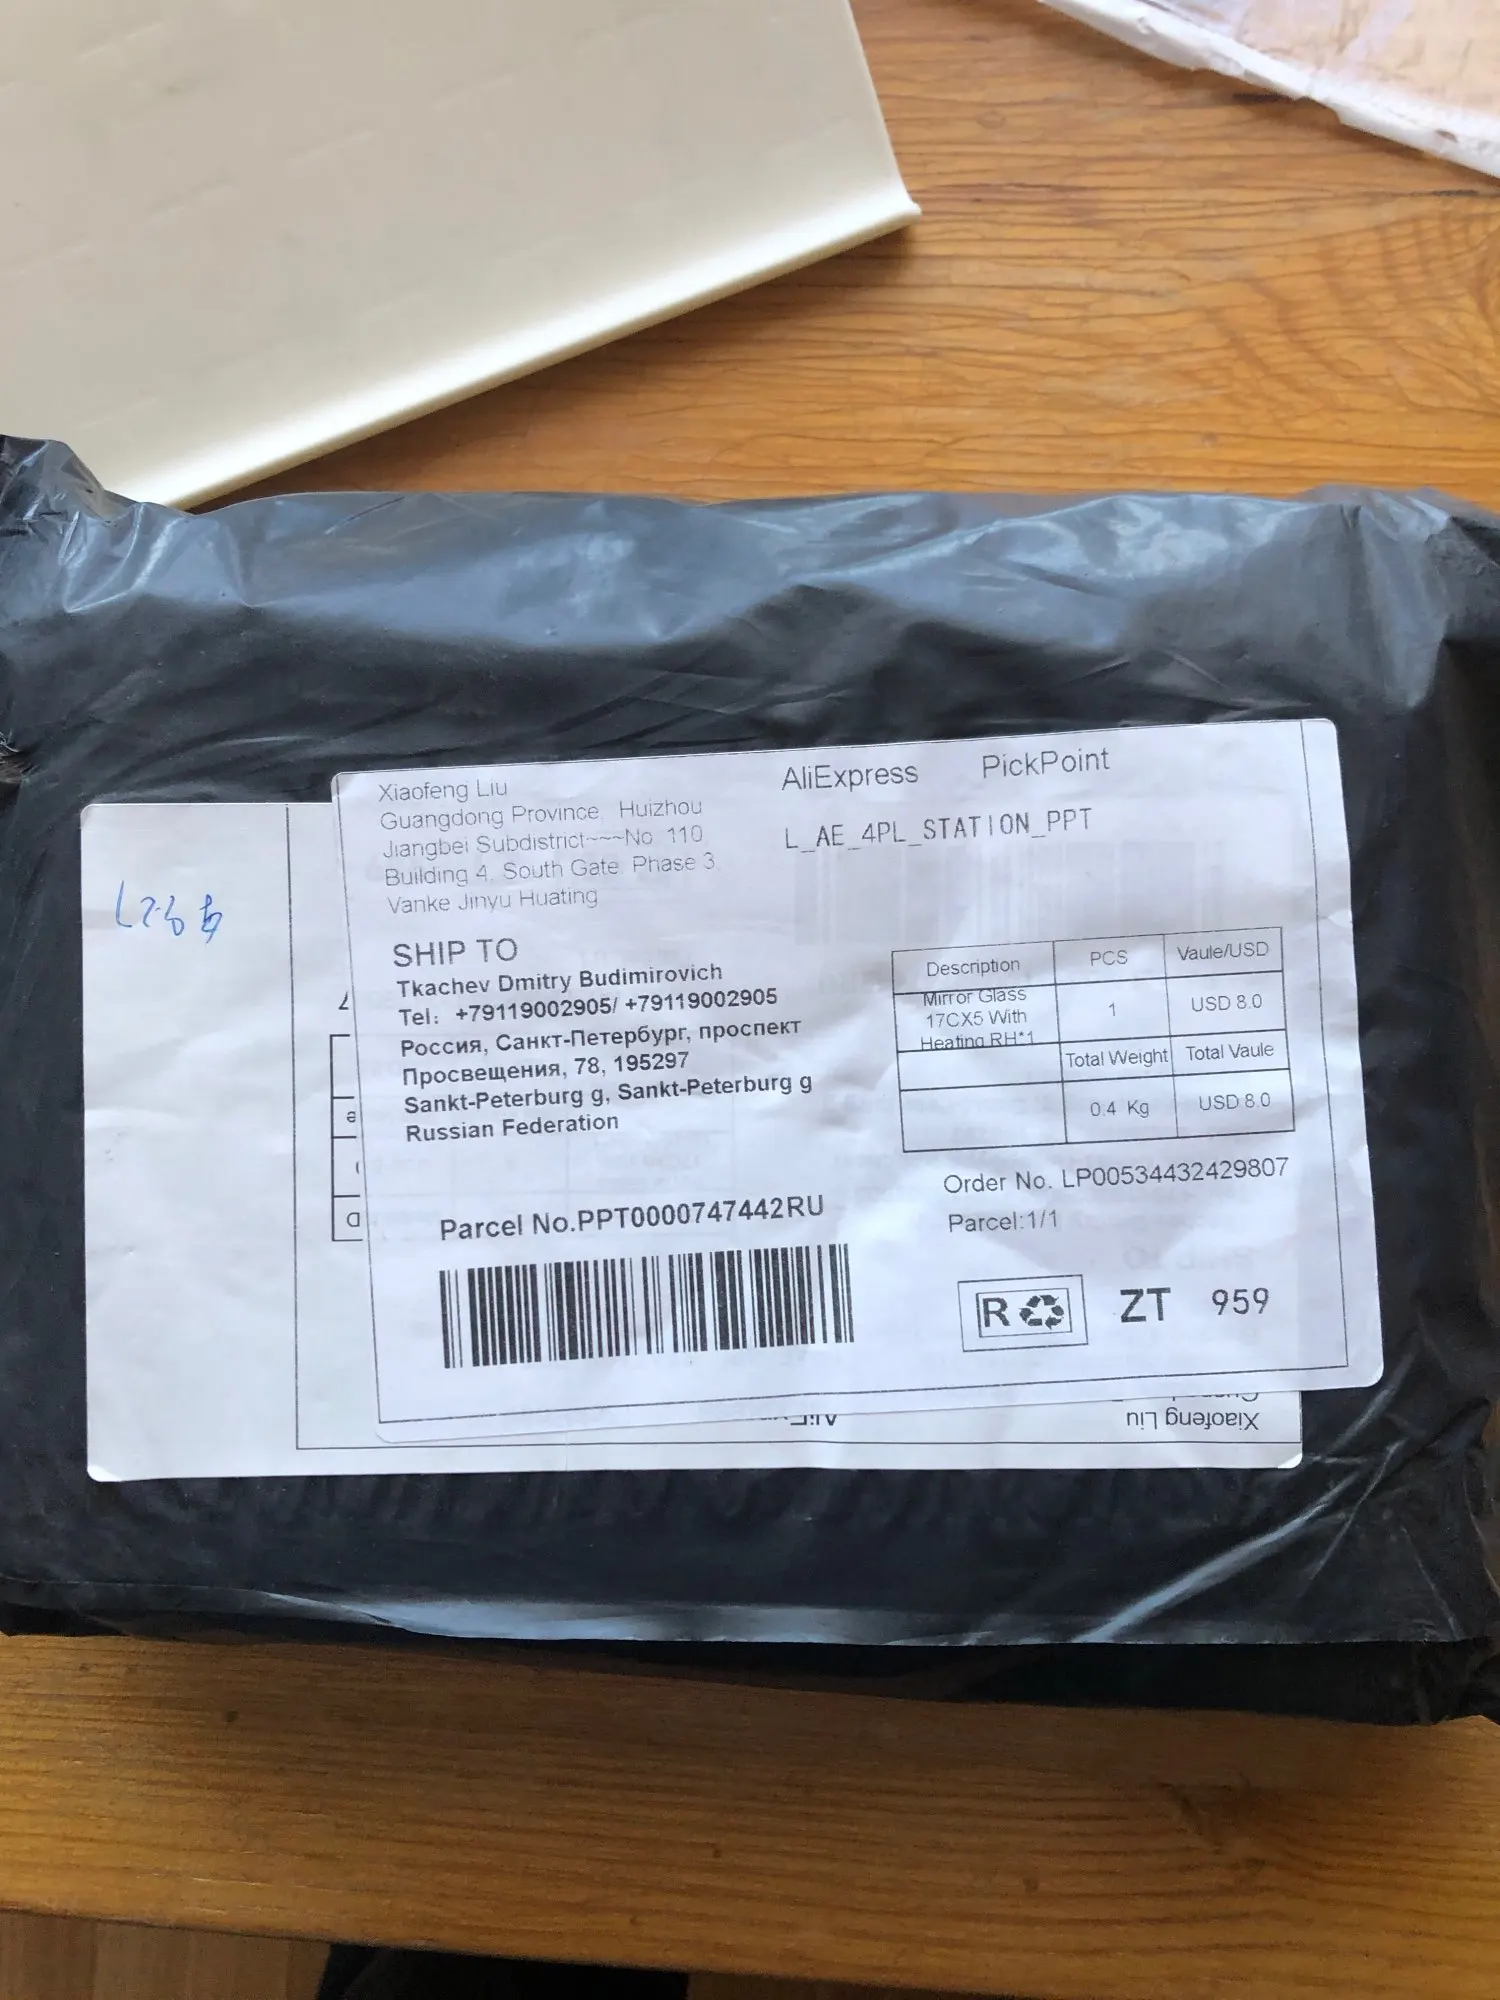 Xiaofeng Liu
Guangdong Province Huizhou
Jiangbei Subdistrict~~~No 110
Building 4, South Gate Phase 3
Vanke Jinyu Huating
AliExpress PickPoint
L_AE_4PL_STATION_PPT
SHIP TO
Tkachev Dmitry Budimirovich
Tel: +79119002905/ +79119002905
Россия, Санкт-Петербург, проспект
Просвещения, 78, 195297
Sankt-Peterburg g, Sankt-Peterburg g
Russian Federation
Description PCS Vaule/USD
Mirror Glass
17CX5 With
Heating RH*1
1 USD 8.0
Total Weight Total Vaule
0.4 Kg USD 8.0
Order No. LP00534432429807
Parcel:1/1
Parcel No.PPT0000747442RU
R ZT 959
Xiaofeng Liu